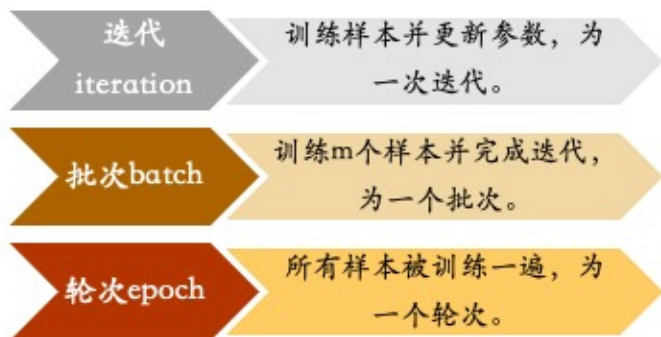 迭代
iteration
训练样本并更新参数，为
一次迭代。
批次batch
训练m个样本并完成迭代，
为一个批次。
轮次epoch
所有样本被训练一遍，为
一个轮次。